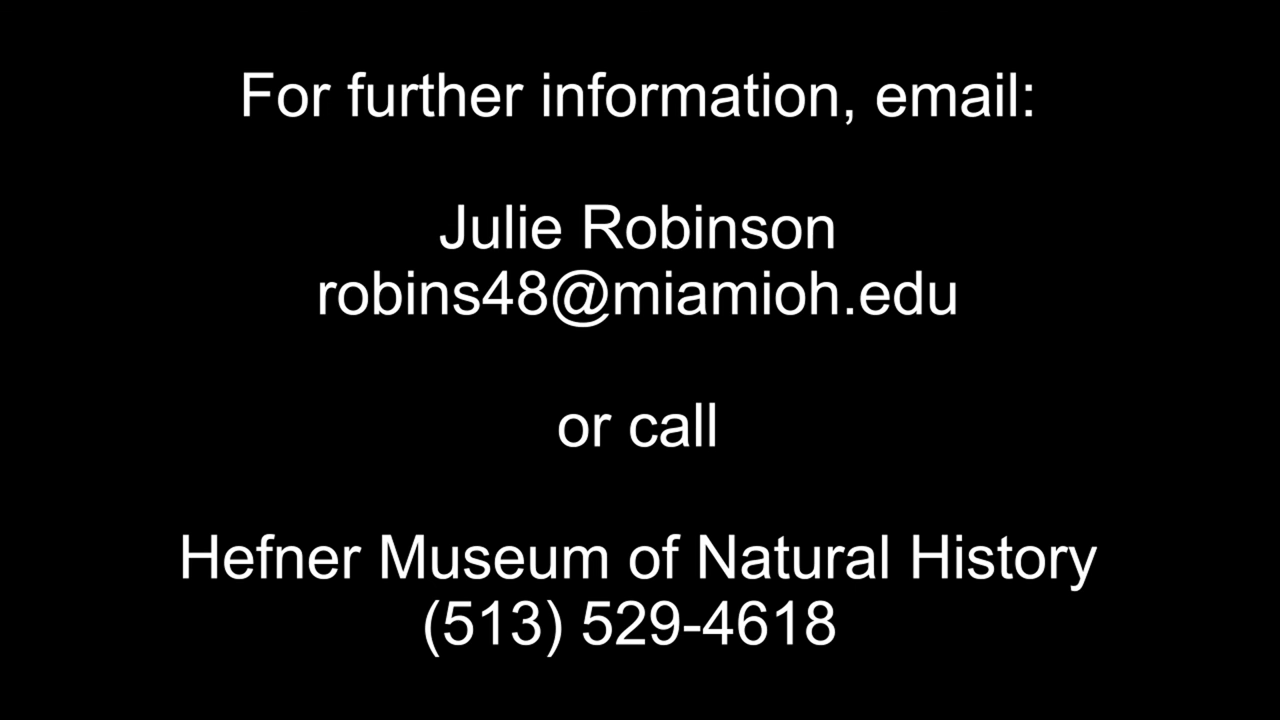 For further information, email:
Julie Robinson
robins48@miamioh.edu
or call
Hefner Museum of Natural History
(513) 529-4618